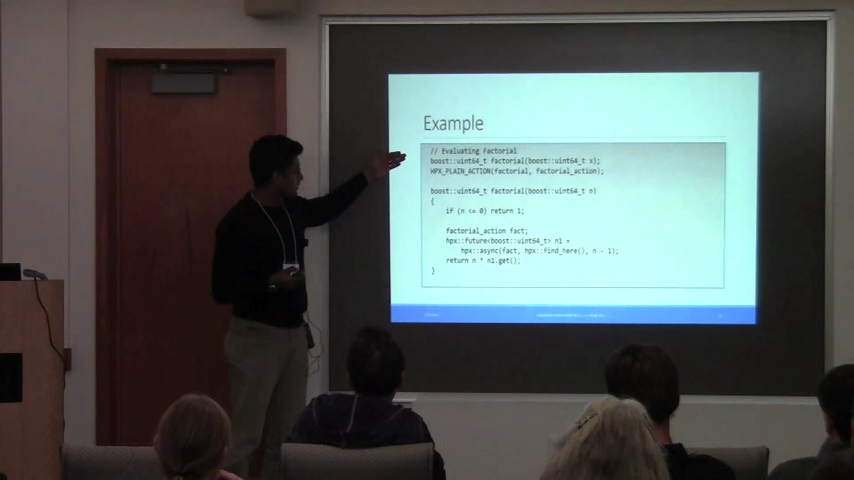 Example
// Evaluating Factorial
boost::uint64_t factorial(boost::uint64_t x);
HPX_PLAIN_ACTION(factorial, factorial_action);
boost::uint64_t factorial(boost::uint64_t n)
{
if (n <= 0) return 1;
factorial_action fact;
hpx::future<boost::uint64_t> n1 =
hpx::async(fact, hpx::find_here(), n - 1);
return n * n1.get();
}